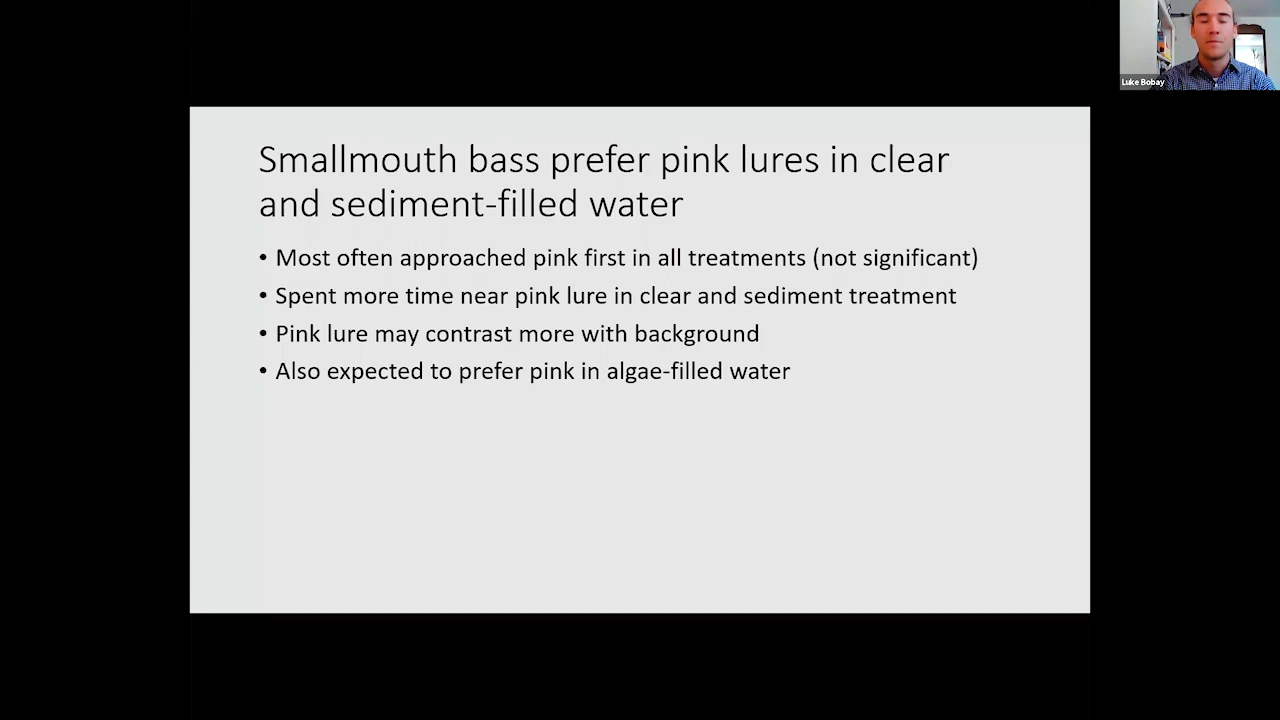 Luke Bobay
Smallmouth bass prefer pink lures in clear
and sediment-filled water
• Most often approached pink first in all treatments (not significant)
• Spent more time near pink lure in clear and sediment treatment
• Pink lure may contrast more with background
• Also expected to prefer pink in algae-filled water